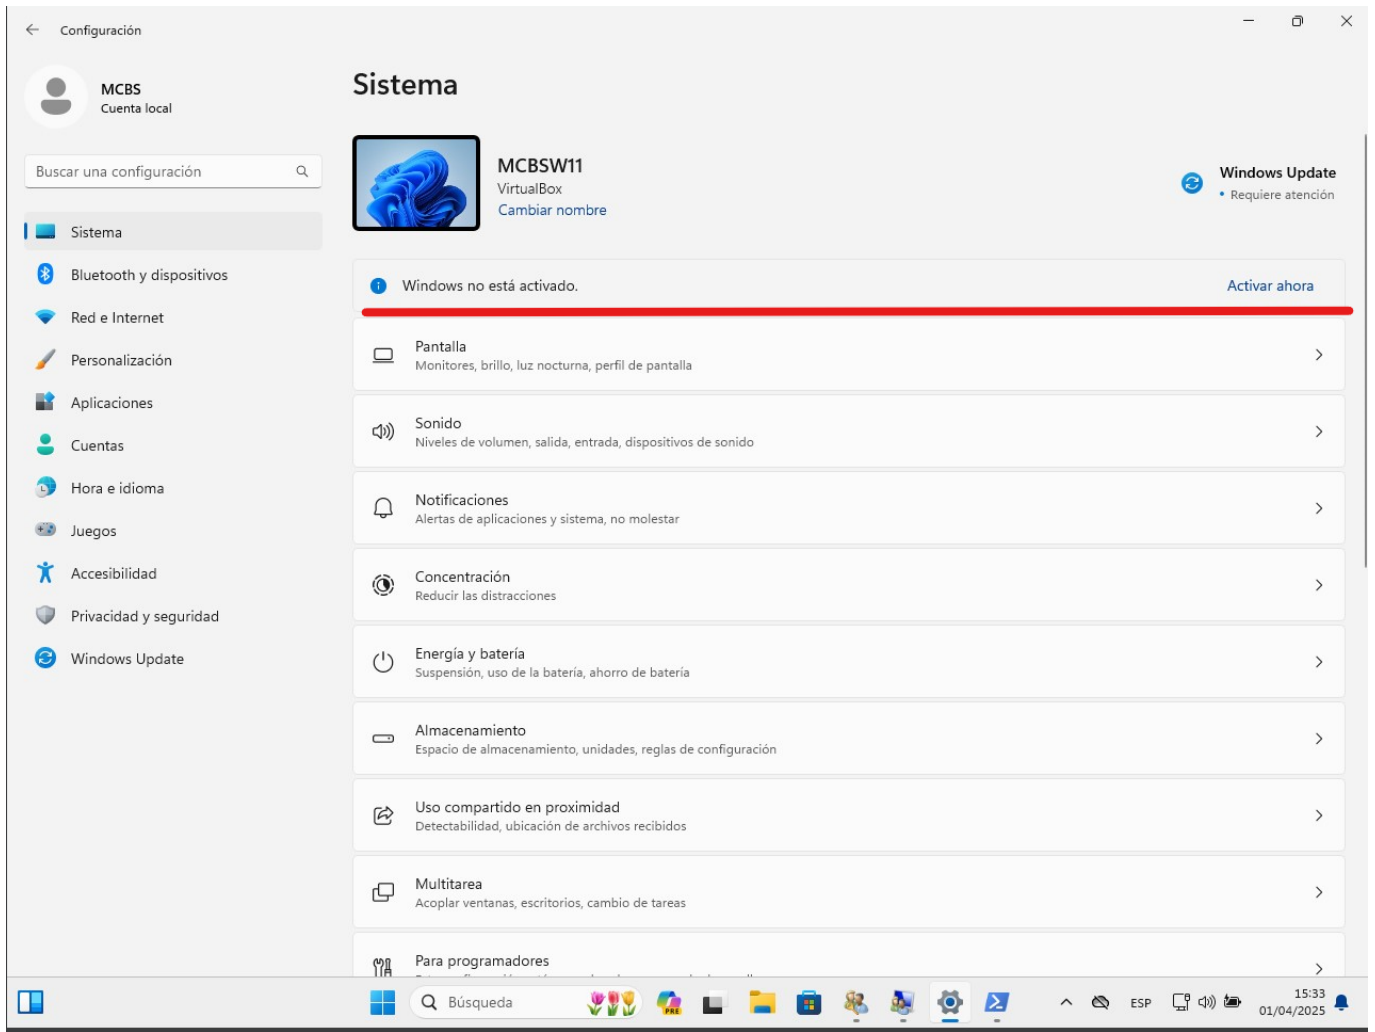 Configuración
MCBS
Cuenta local
Buscar una configuración
Sistema
Bluetooth y dispositivos
Red e Internet
Personalización
Aplicaciones
Cuentas
Hora e idioma
Juegos
Accesibilidad
Privacidad y seguridad
Windows Update
Sistema
MCBSW11
VirtualBox
Cambiar nombre
Windows Update
• Requiere atención
Windows no está activado.
Activar ahora
Pantalla
Monitores, brillo, luz nocturna, perfil de pantalla
Sonido
Niveles de volumen, salida, entrada, dispositivos de sonido
Notificaciones
Alertas de aplicaciones y sistema, no molestar
Concentración
Reducir las distracciones
Energía y batería
Suspensión, uso de la batería, ahorro de batería
Almacenamiento
Espacio de almacenamiento, unidades, reglas de configuración
Uso compartido en proximidad
Detectabilidad, ubicación de archivos recibidos
Multitarea
Acoplar ventanas, escritorios, cambio de tareas
Para programadores
Búsqueda
PRE
ESP
15:33
01/04/2025